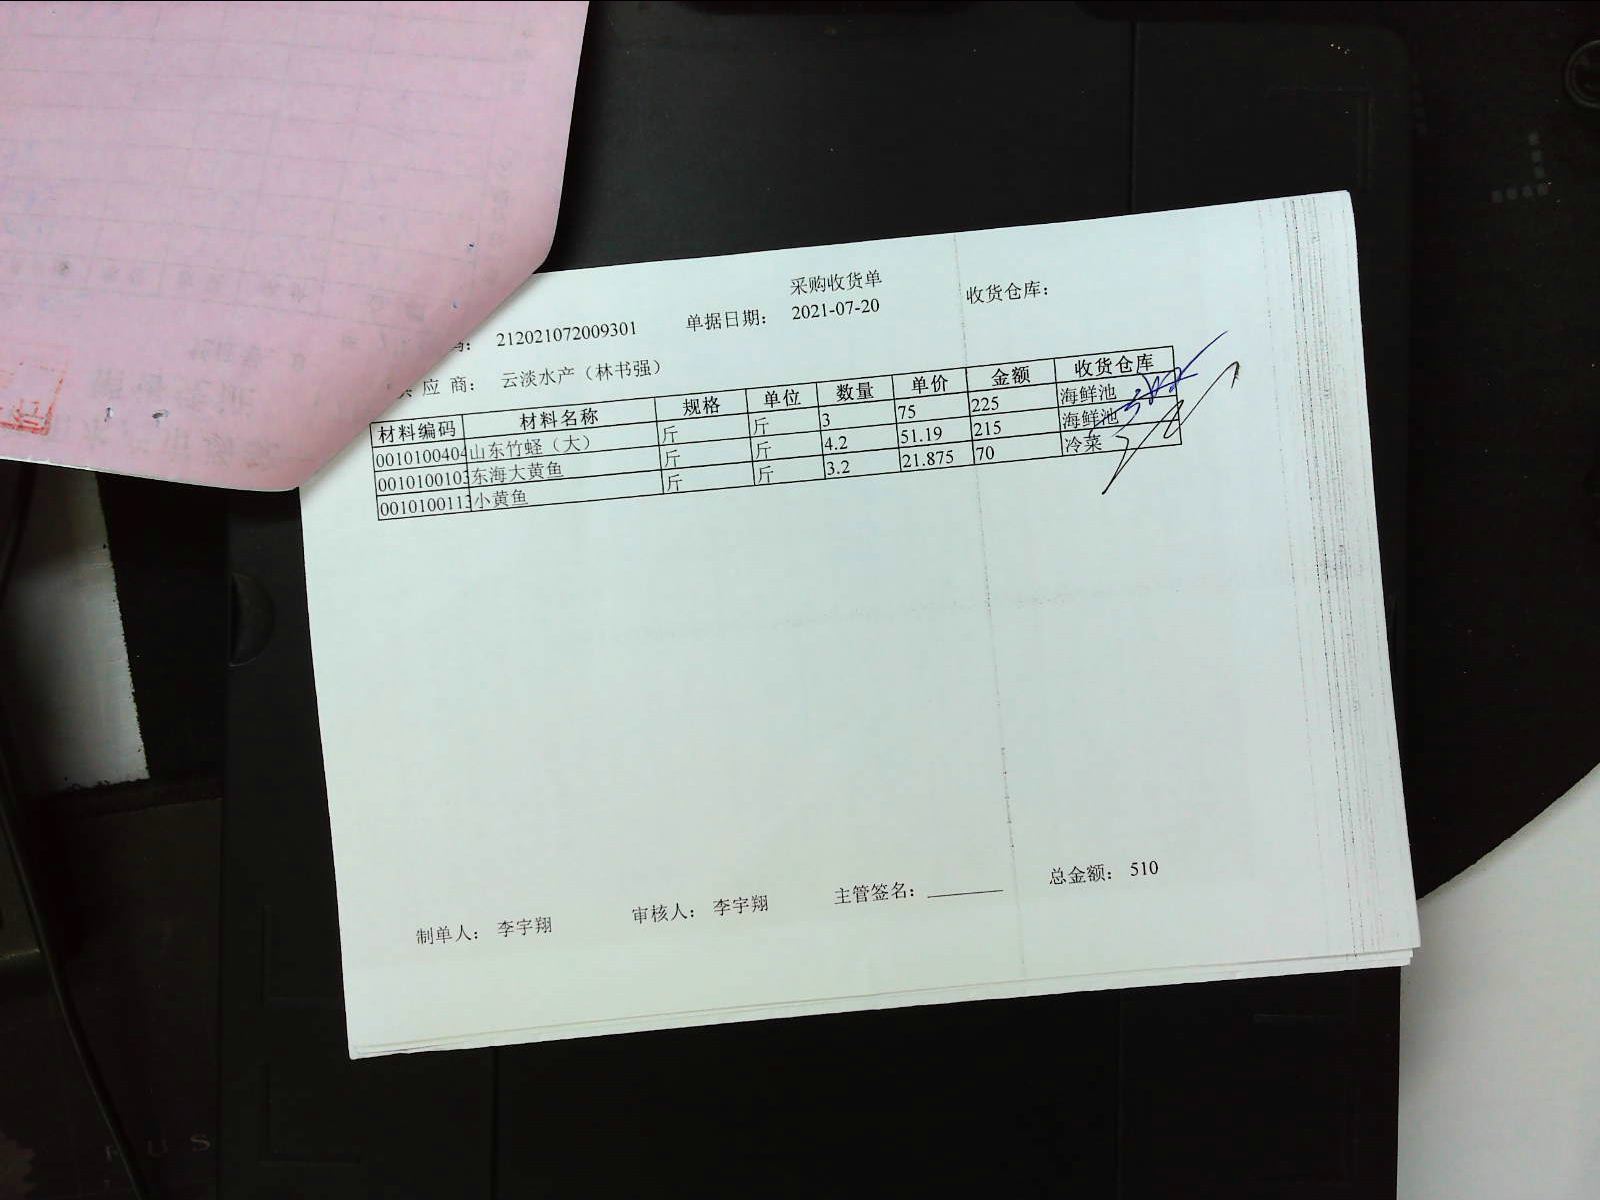 采购收货单
212021072009301 单据日期： 2021-07-20 收货仓库：
应 商： 云淡水产（林书强）
材料编码 材料名称 规格 单位 数量 单价 金额 收货仓库
0010100404 山东竹蛏（大） 斤 斤 3 75 225 海鲜池
001010010 东海大黄鱼 斤 斤 4.2 51.19 215 海鲜池
001010011 小黄鱼 斤 斤 3.2 21.875 70 冷菜
制单人： 李宇翔 审核人： 李宇翔 主管签名： 总金额： 510